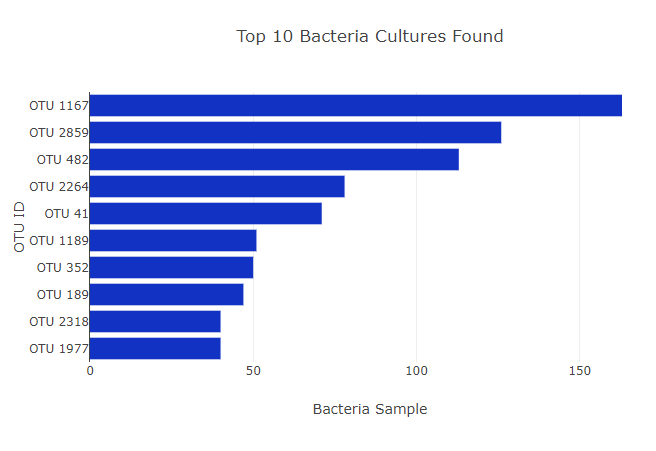 Top 10 Bacteria Cultures Found
OTU ID
OTU 1167
OTU 2859
OTU 482
OTU 2264
OTU 41
OTU 1189
OTU 352
OTU 189
OTU 2318
OTU 1977
0 50 100 150
Bacteria Sample